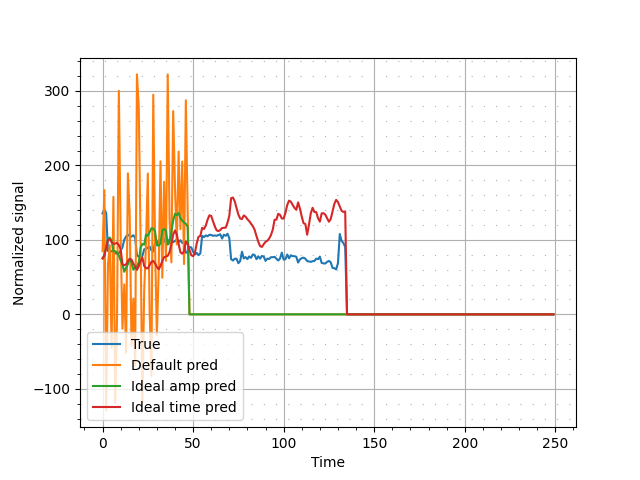 300
200
100
0
−100
Normalized signal
True
Default pred
Ideal amp pred
Ideal time pred
0 50 100 150 200 250
Time